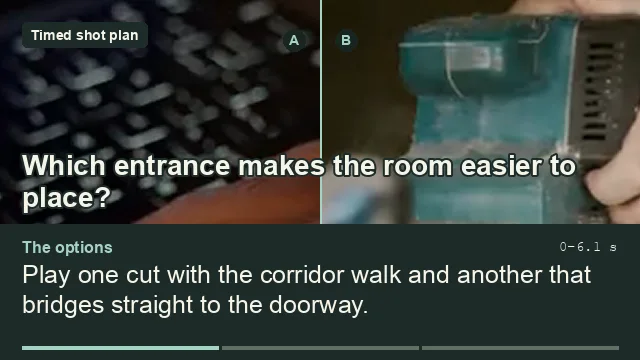 Timed shot plan
A
B
Which entrance makes the room easier to
place?
The options
0–6.1 s
Play one cut with the corridor walk and another that
bridges straight to the doorway.